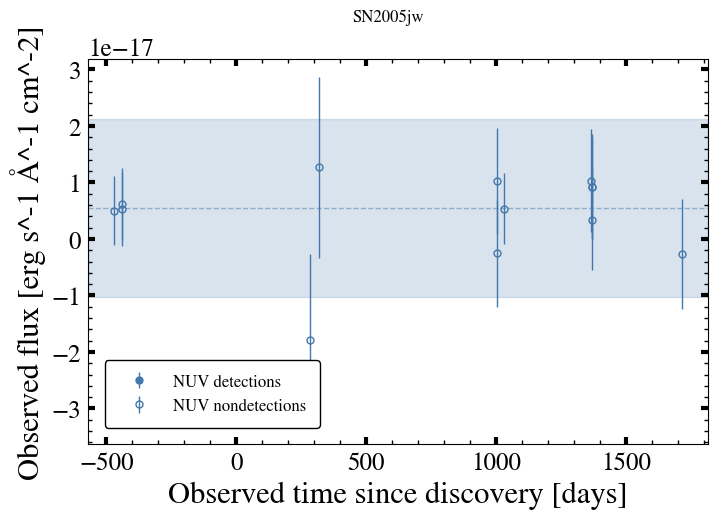 SN2005jw
1e−17
3
2
1
0
−1
−2
−3
Observed flux [erg s^-1 Å^-1 cm^-2]
NUV detections
NUV nondetections
−500 0 500 1000 1500
Observed time since discovery [days]